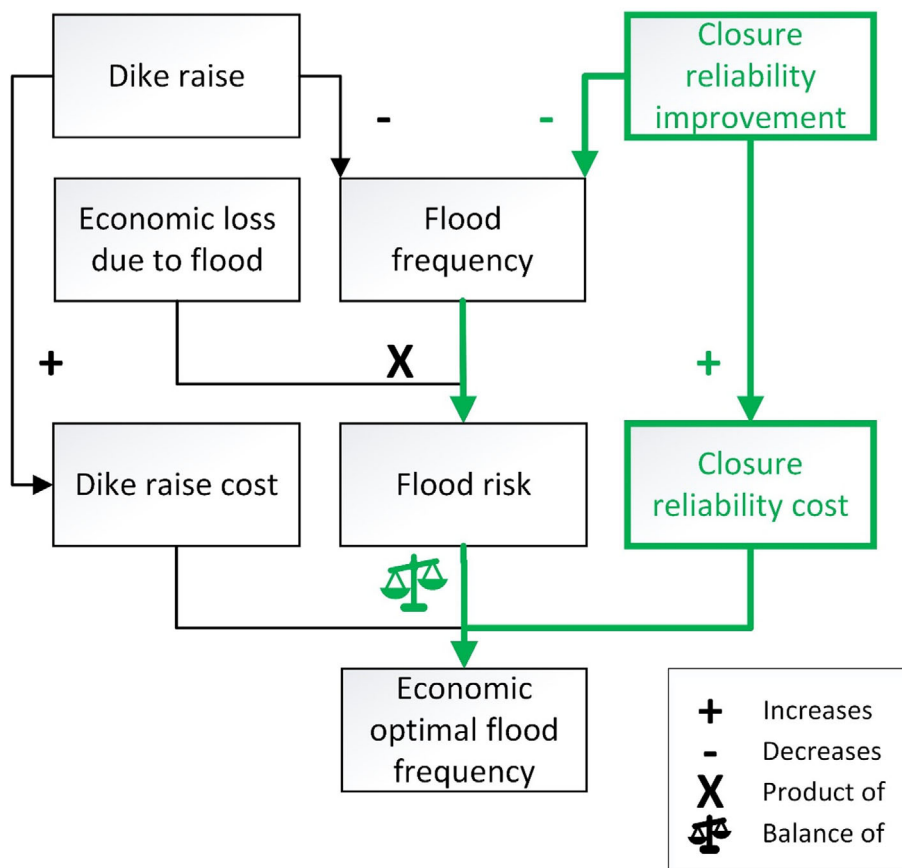 Dike raise
-
-
Closure
reliability
improvement
Economic loss
due to flood
Flood
frequency
+
X
+
Dike raise cost
Flood risk
Closure
reliability cost
Economic
optimal flood
frequency
+ Increases
- Decreases
X Product of
Balance of